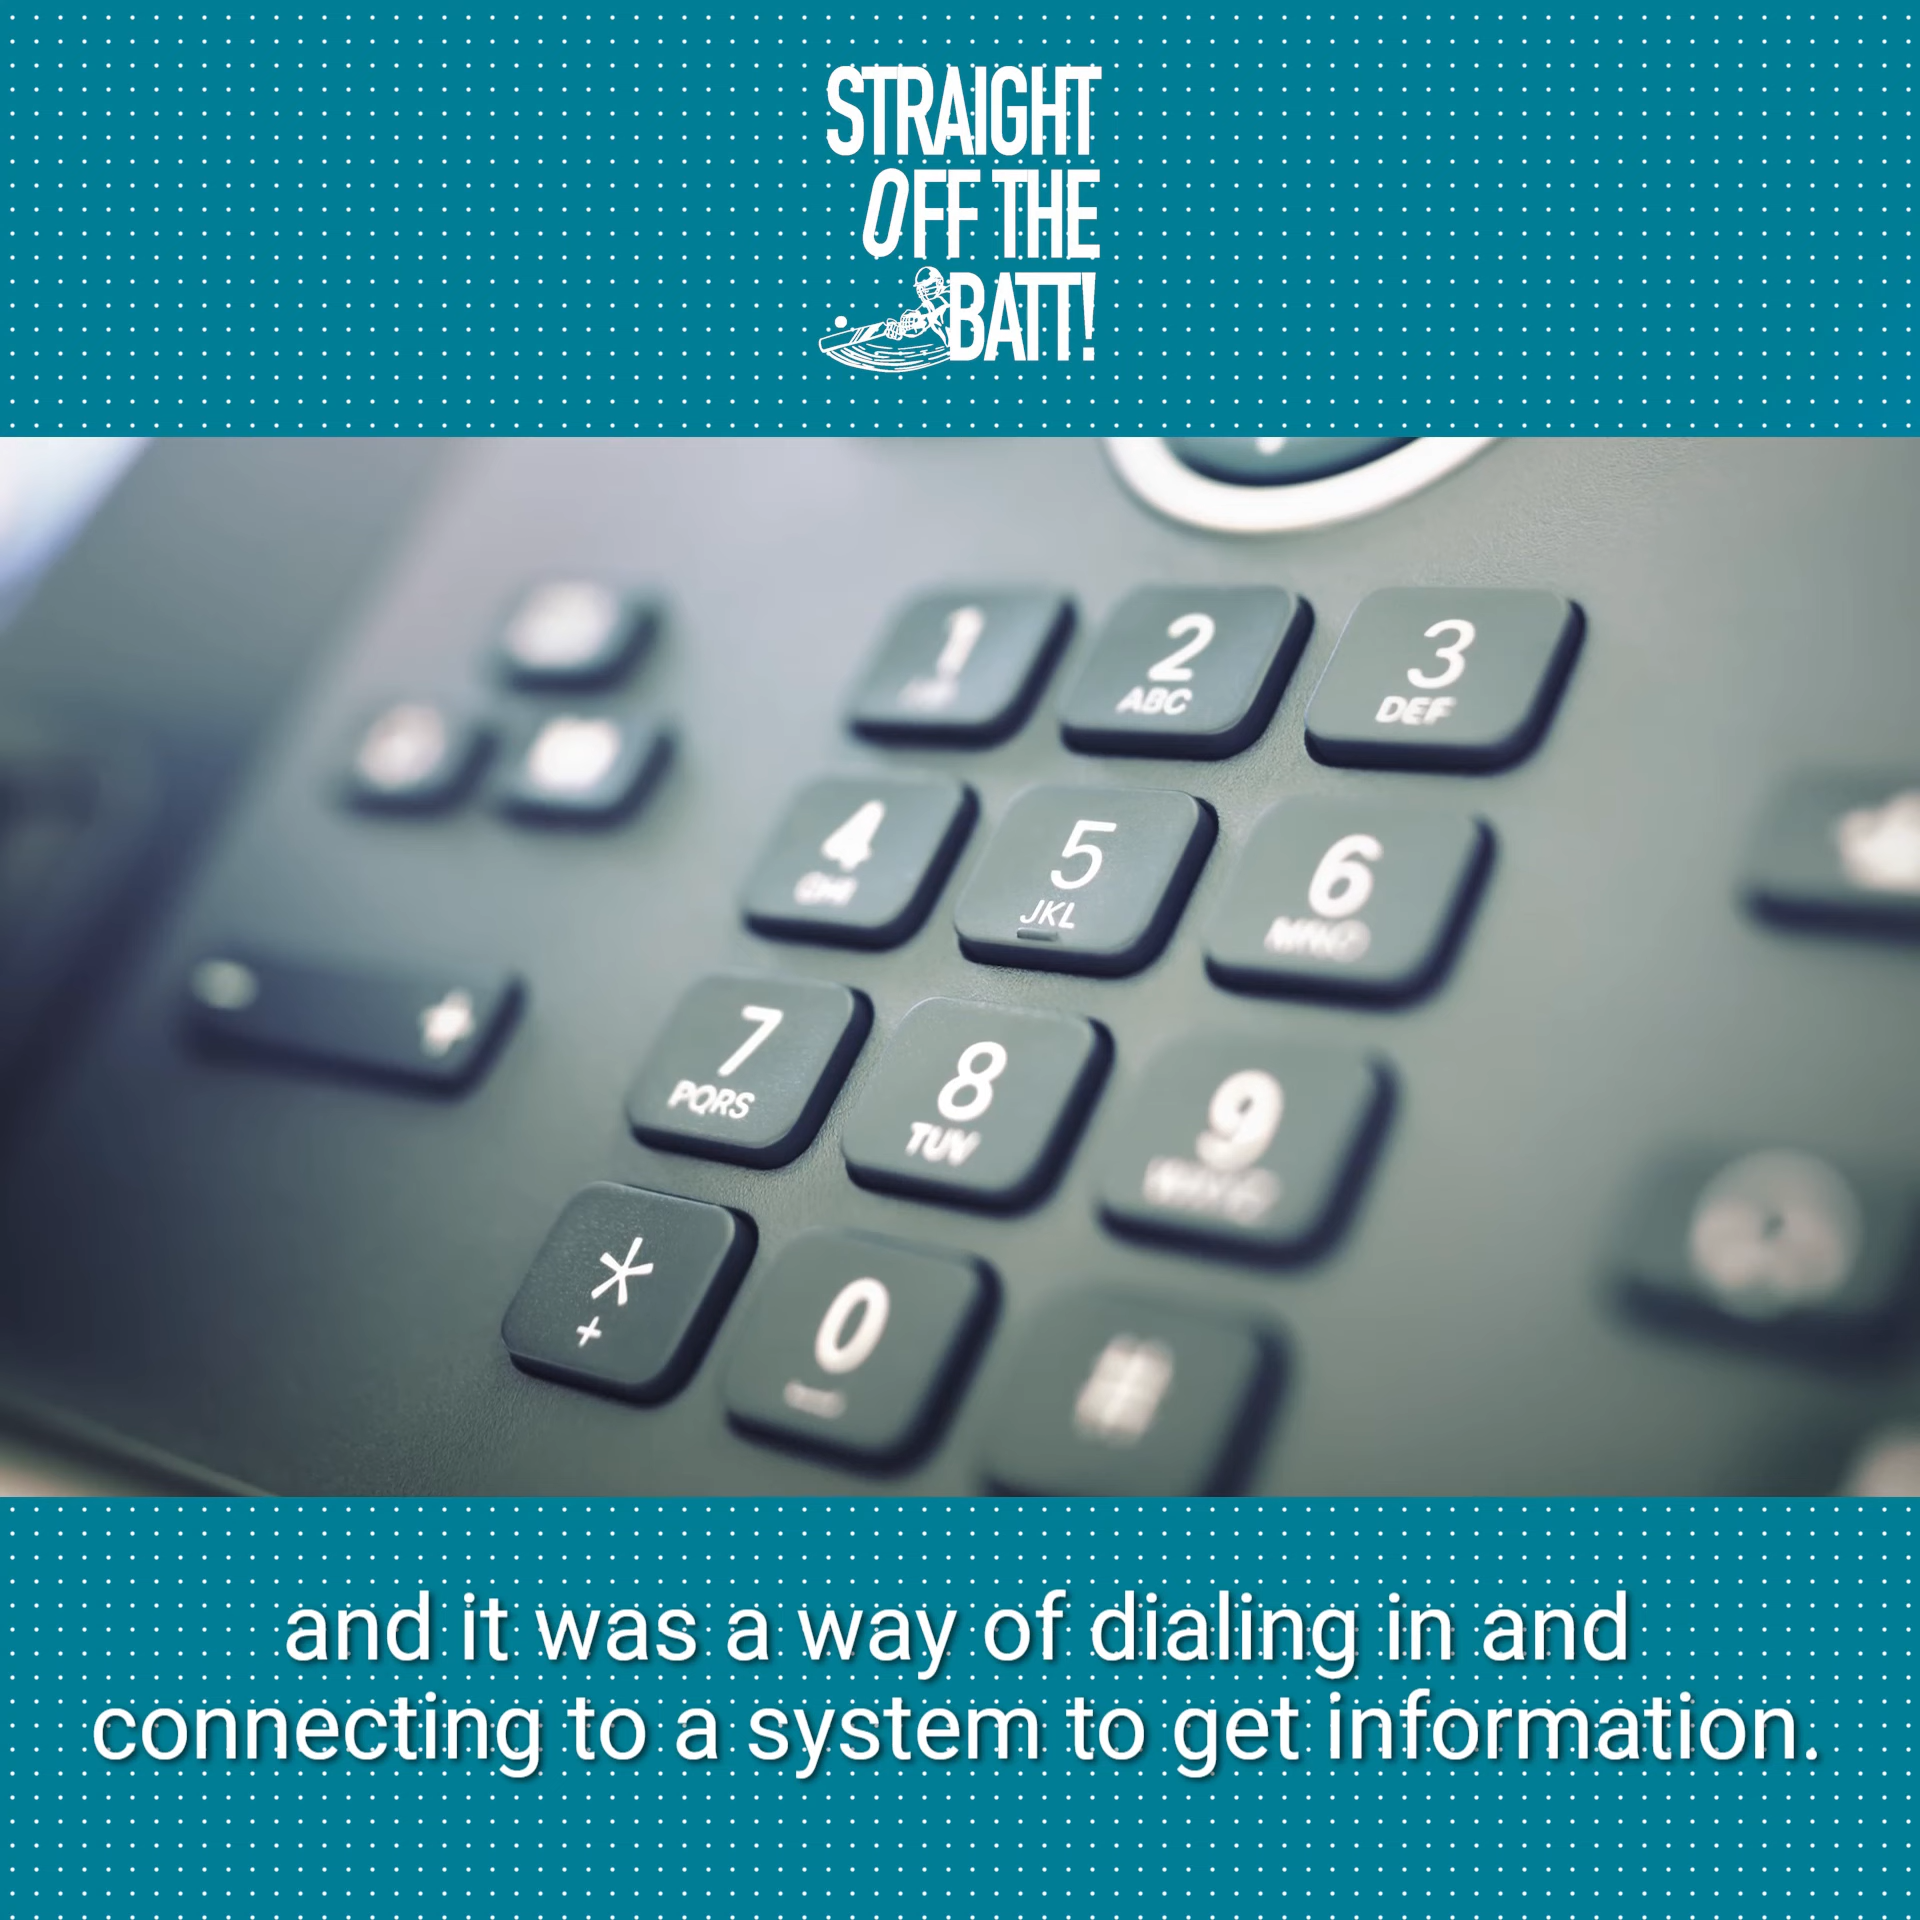 STRAIGHT
OFF THE
BATT!
1 2 3
ABC DEF
4 5 6
JKL
7 8 9
PQRS TUV
* 0 #
+
and it was a way of dialing in and
connecting to a system to get information.